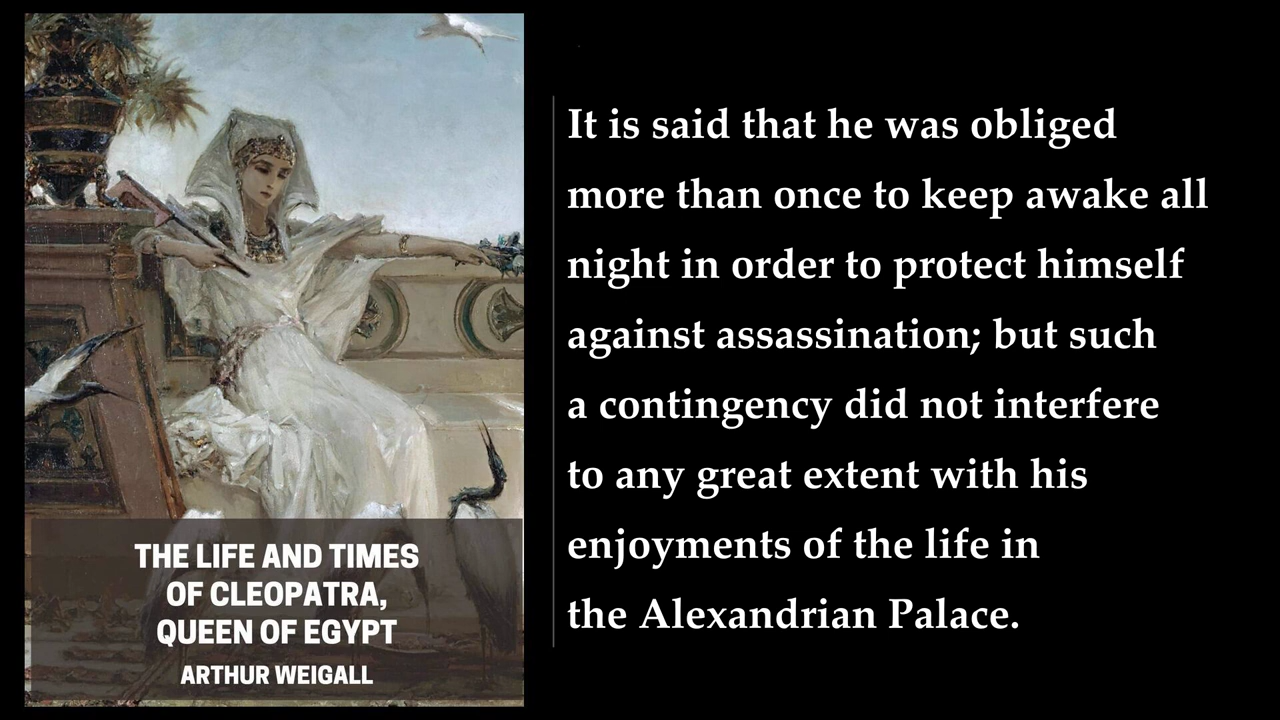 THE LIFE AND TIMES
OF CLEOPATRA,
QUEEN OF EGYPT
ARTHUR WEIGALL
It is said that he was obliged
more than once to keep awake all
night in order to protect himself
against assassination; but such
a contingency did not interfere
to any great extent with his
enjoyments of the life in
the Alexandrian Palace.